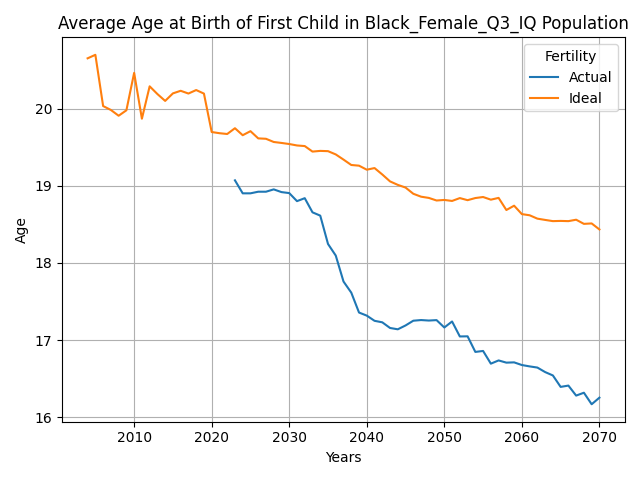 Average Age at Birth of First Child in Black_Female_Q3_IQ Population
Fertility
Actual
Ideal
Age
20
19
18
17
16
2010 2020 2030 2040 2050 2060 2070
Years